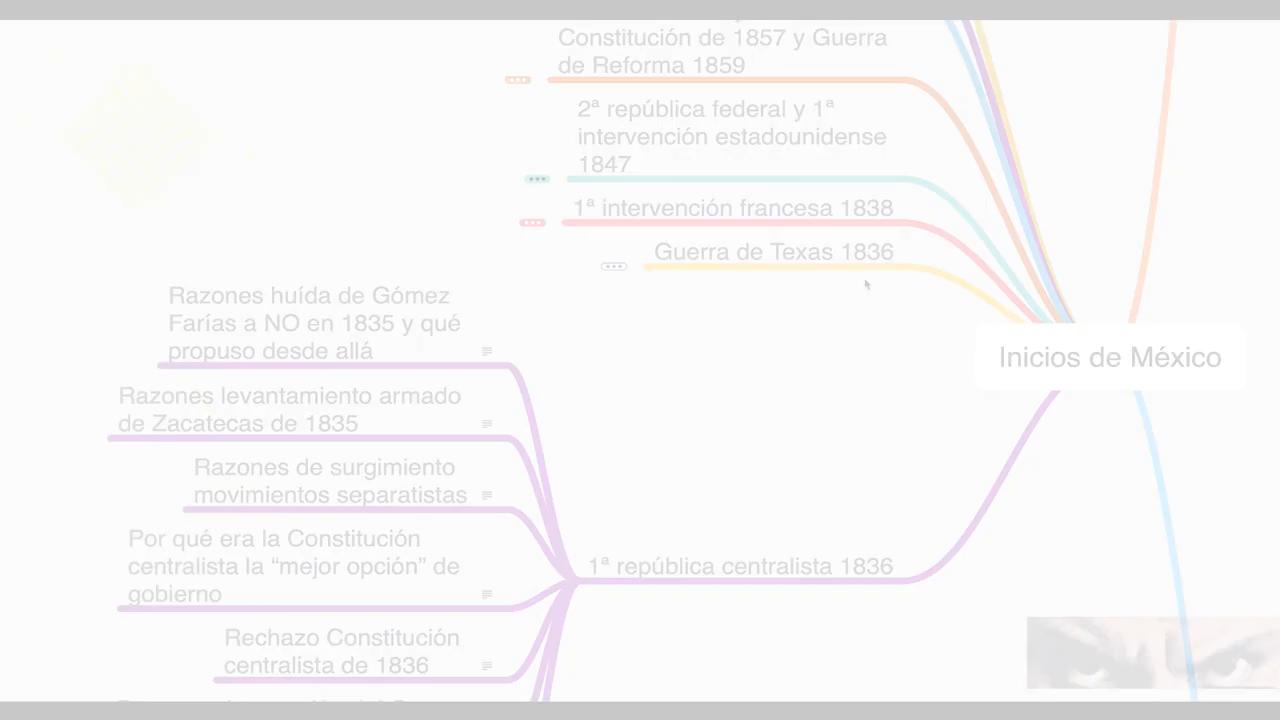 Constitución de 1857 y Guerra
de Reforma 1859
2ª república federal y 1ª
intervención estadounidense
1847
1ª intervención francesa 1838
Guerra de Texas 1836
Razones huída de Gómez
Farías a NO en 1835 y qué
propuso desde allá
Inicios de México
Razones levantamiento armado
de Zacatecas de 1835
Razones de surgimiento
movimientos separatistas
Por qué era la Constitución
centralista la “mejor opción” de
gobierno
1ª república centralista 1836
Rechazo Constitución
centralista de 1836